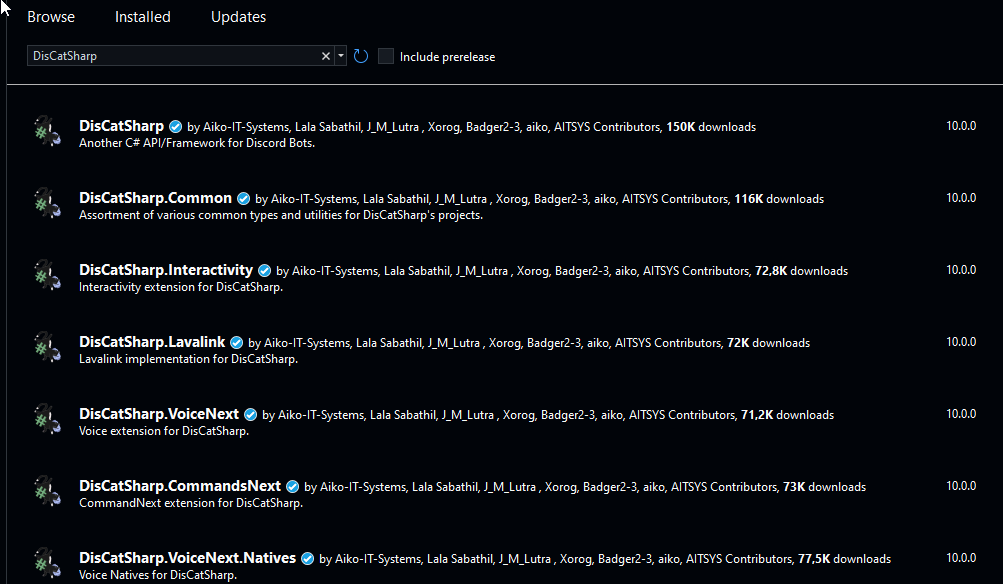 Browse Installed Updates
DisCatSharp Include prerelease
DisCatSharp by Aiko-IT-Systems, Lala Sabathil, J_M_Lutra , Xorog, Badger2-3, aiko, AITSYS Contributors, 150K downloads 10.0.0
Another C# API/Framework for Discord Bots.
DisCatSharp.Common by Aiko-IT-Systems, Lala Sabathil, J_M_Lutra , Xorog, Badger2-3, aiko, AITSYS Contributors, 116K downloads 10.0.0
Assortment of various common types and utilities for DisCatSharp's projects.
DisCatSharp.Interactivity by Aiko-IT-Systems, Lala Sabathil, J_M_Lutra , Xorog, Badger2-3, aiko, AITSYS Contributors, 72,8K downloads 10.0.0
Interactivity extension for DisCatSharp.
DisCatSharp.Lavalink by Aiko-IT-Systems, Lala Sabathil, J_M_Lutra , Xorog, Badger2-3, aiko, AITSYS Contributors, 72K downloads 10.0.0
Lavalink implementation for DisCatSharp.
DisCatSharp.VoiceNext by Aiko-IT-Systems, Lala Sabathil, J_M_Lutra , Xorog, Badger2-3, aiko, AITSYS Contributors, 71,2K downloads 10.0.0
Voice extension for DisCatSharp.
DisCatSharp.CommandsNext by Aiko-IT-Systems, Lala Sabathil, J_M_Lutra , Xorog, Badger2-3, aiko, AITSYS Contributors, 73K downloads 10.0.0
CommandNext extension for DisCatSharp.
DisCatSharp.VoiceNext.Natives by Aiko-IT-Systems, Lala Sabathil, J_M_Lutra , Xorog, Badger2-3, aiko, AITSYS Contributors, 77,5K downloads 10.0.0
Voice Natives for DisCatSharp.